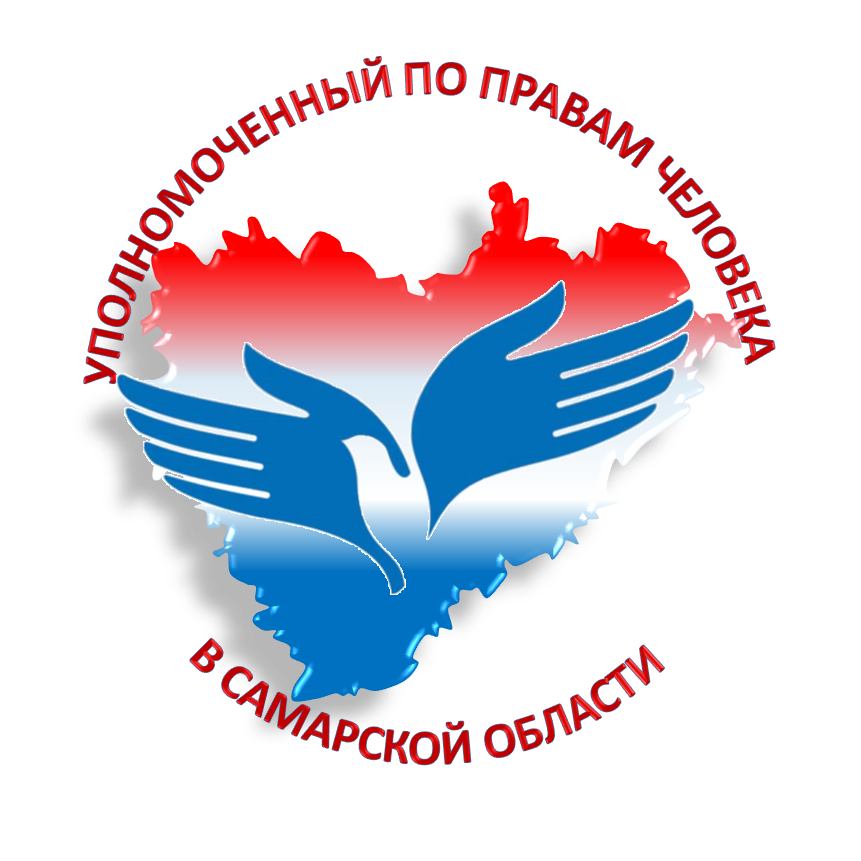 УПОЛНОМОЧЕННЫЙ ПО ПРАВАМ ЧЕЛОВЕКА
В САМАРСКОЙ ОБЛАСТИ